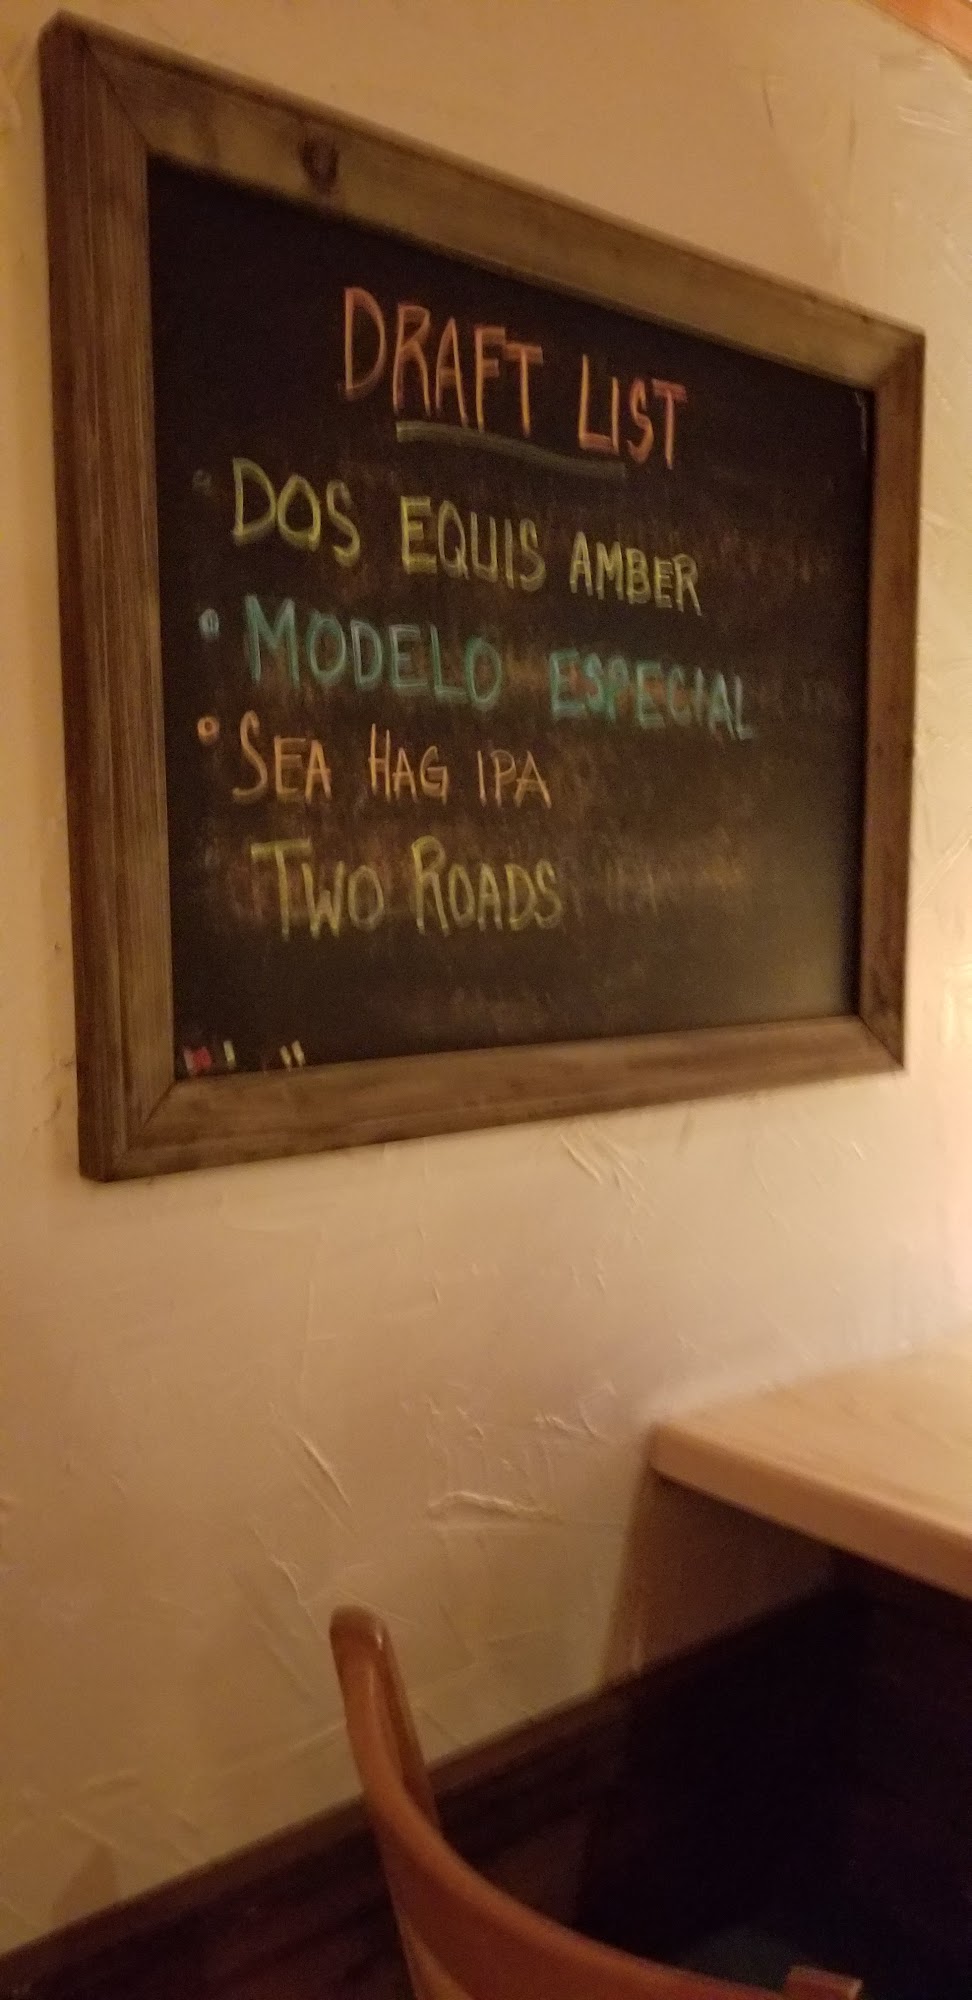 DRAFT LIST
• DOS EQUIS AMBER
• MODELO ESPECIAL
• SEA HAG IPA
TWO ROADS